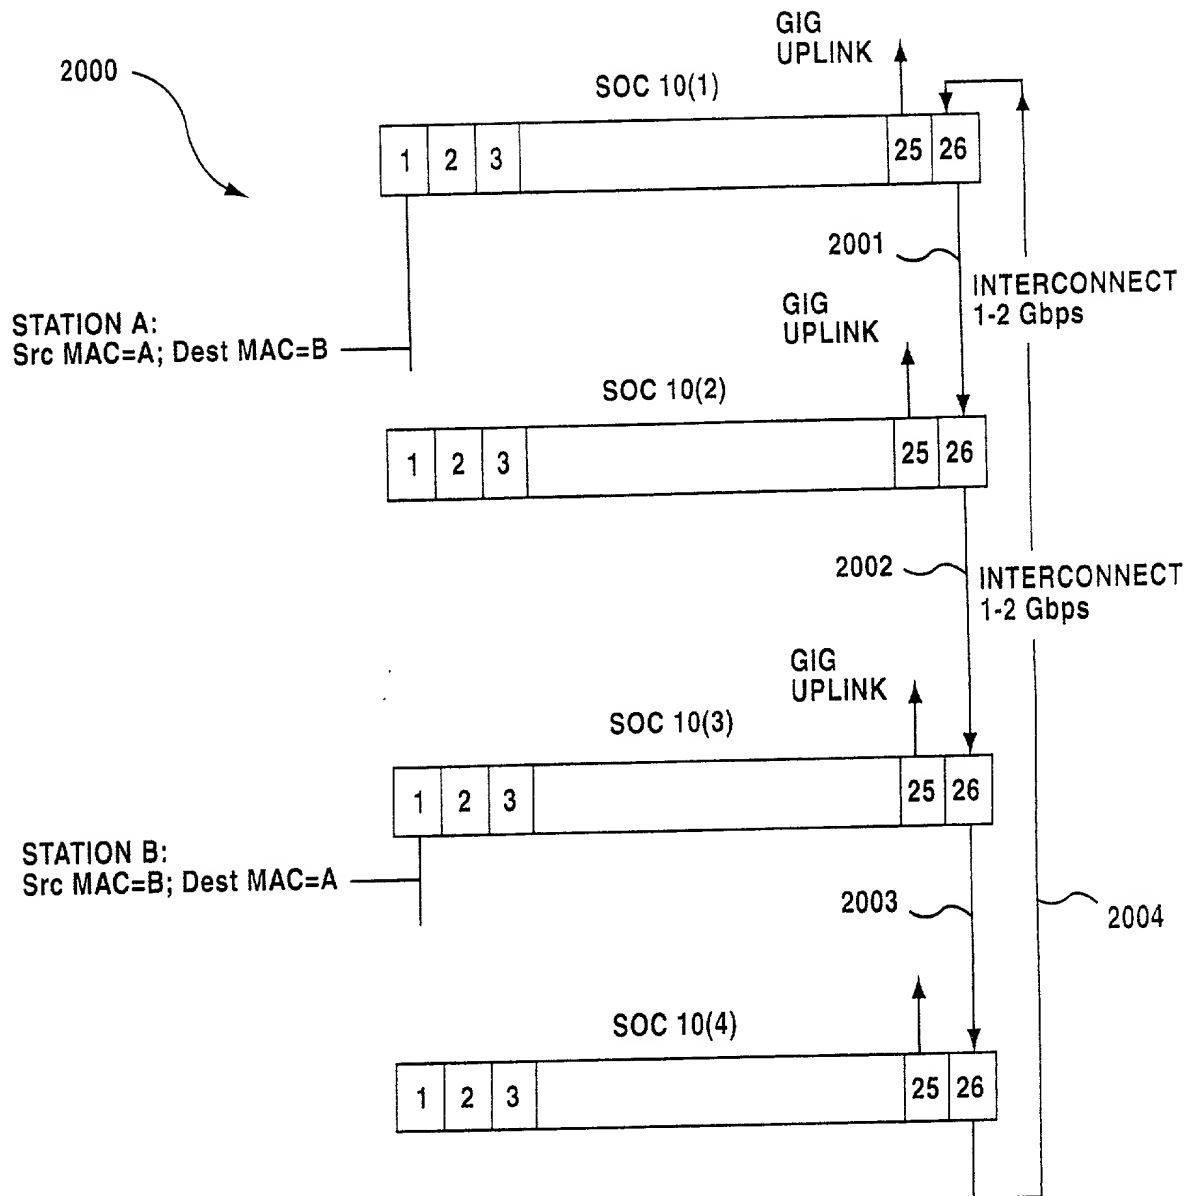 GIG
UPLINK
2000
SOC 10(1)
1 2 3 25 26
2001
INTERCONNECT
1-2 Gbps
GIG
UPLINK
STATION A:
Src MAC=A; Dest MAC=B
SOC 10(2)
1 2 3 25 26
2002
INTERCONNECT
1-2 Gbps
GIG
UPLINK
SOC 10(3)
1 2 3 25 26
STATION B:
Src MAC=B; Dest MAC=A
2003
2004
SOC 10(4)
1 2 3 25 26